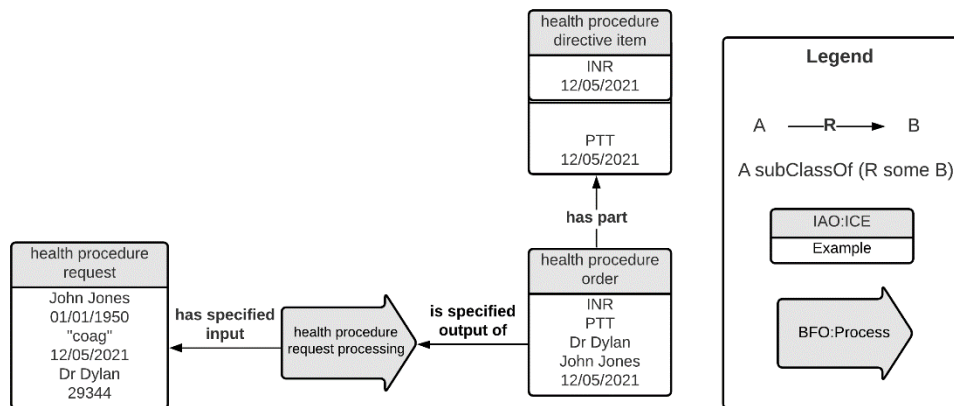 health procedure
directive item
INR
12/05/2021
PTT
12/05/2021
has part
health procedure
request
John Jones
01/01/1950
"coag"
12/05/2021
Dr Dylan
29344
has specified
input
health procedure
request processing
is specified
output of
health procedure
order
INR
PTT
Dr Dylan
John Jones
12/05/2021
Legend
A R B
A subClassOf (R some B)
IAO:ICE
Example
BFO:Process